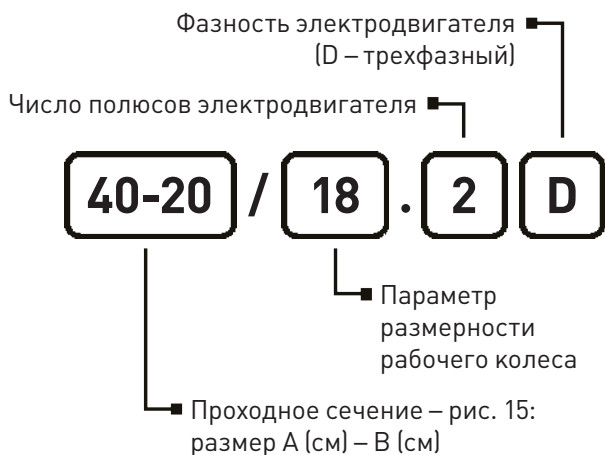 Фазность электродвигателя
(D – трехфазный)
Число полюсов электродвигателя
40-20 / 18 . 2 D
Параметр
размерности
рабочего колеса
Проходное сечение – рис. 15:
размер А (см) – В (см)